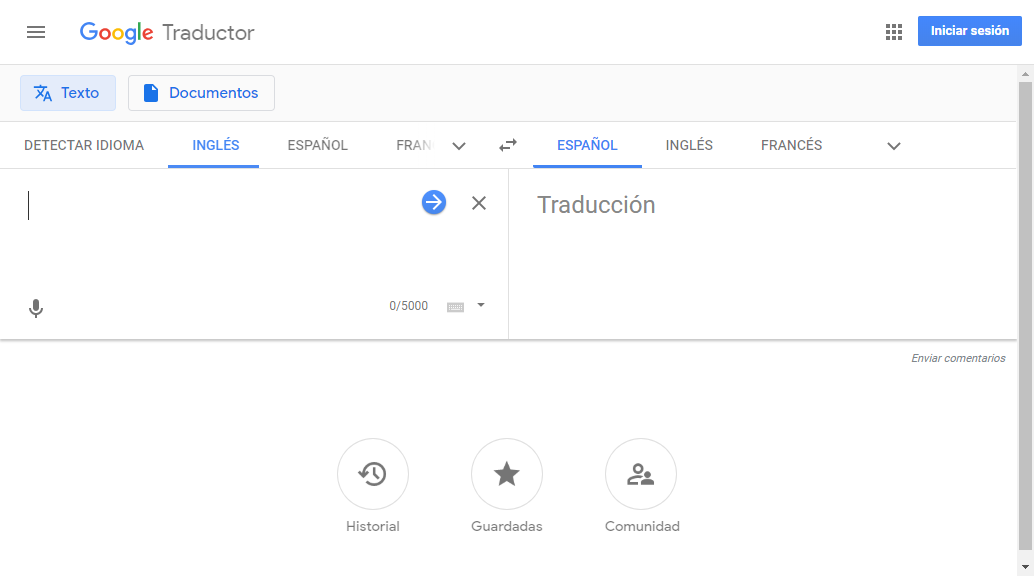 Google Traductor
Iniciar sesión
Texto
Documentos
DETECTAR IDIOMA
INGLÉS
ESPAÑOL
FRAN
ESPAÑOL
INGLÉS
FRANCÉS
Traducción
0/5000
Enviar comentarios
Historial
Guardadas
Comunidad